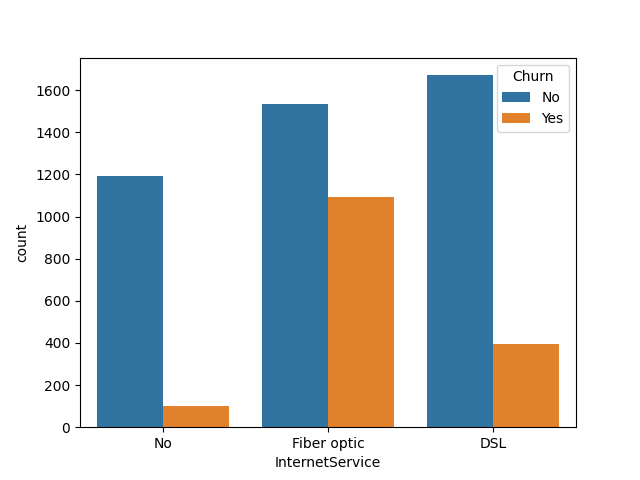 Churn
No
Yes
1600
1400
1200
1000
800
600
400
200
0
count
No Fiber optic DSL
InternetService